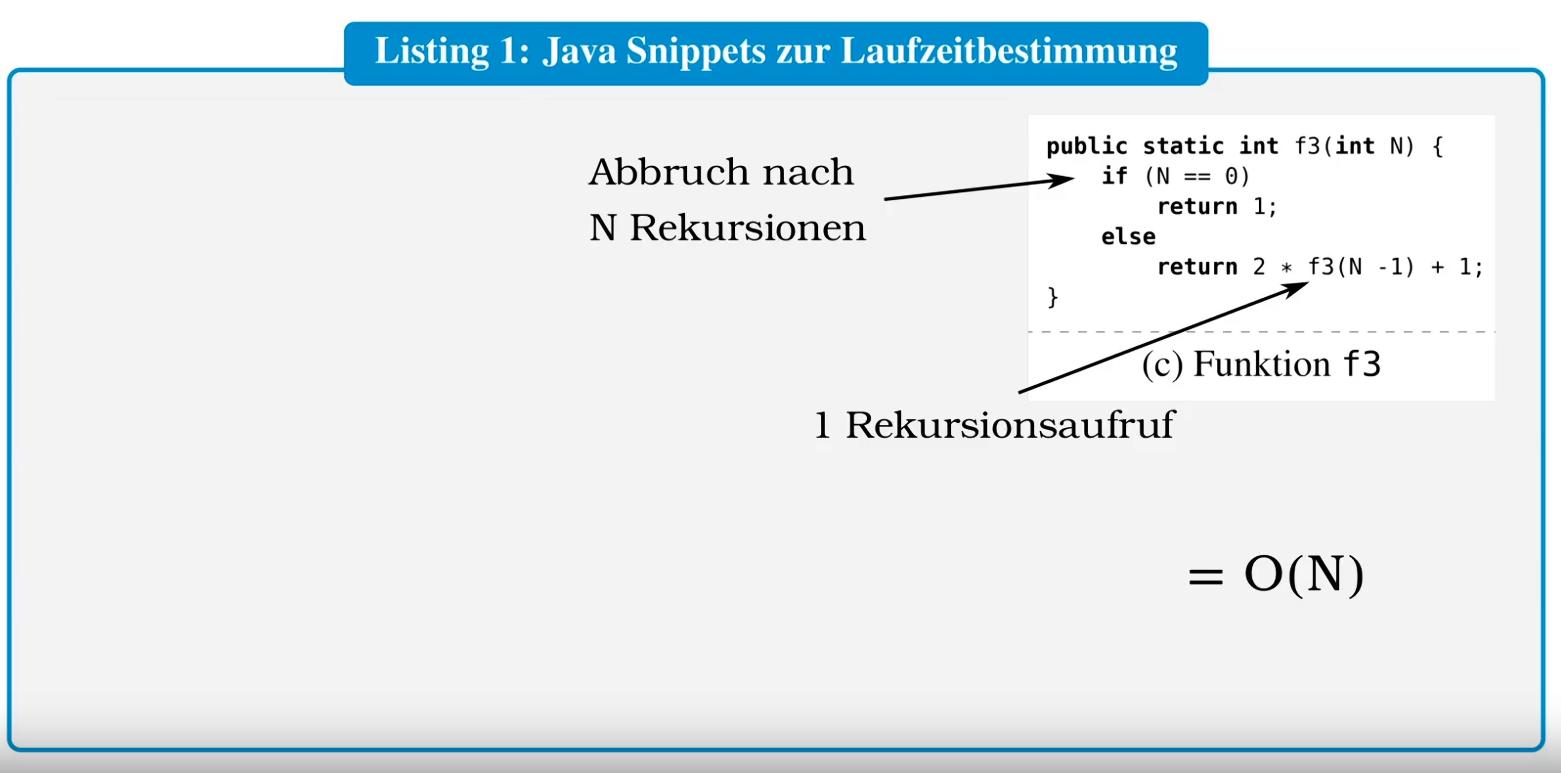 Listing 1: Java Snippets zur Laufzeitbestimmung
Abbruch nach
N Rekursionen
public static int f3(int N) {
if (N == 0)
return 1;
else
return 2 * f3(N -1) + 1;
}
(c) Funktion f3
1 Rekursionsaufruf
= O(N)